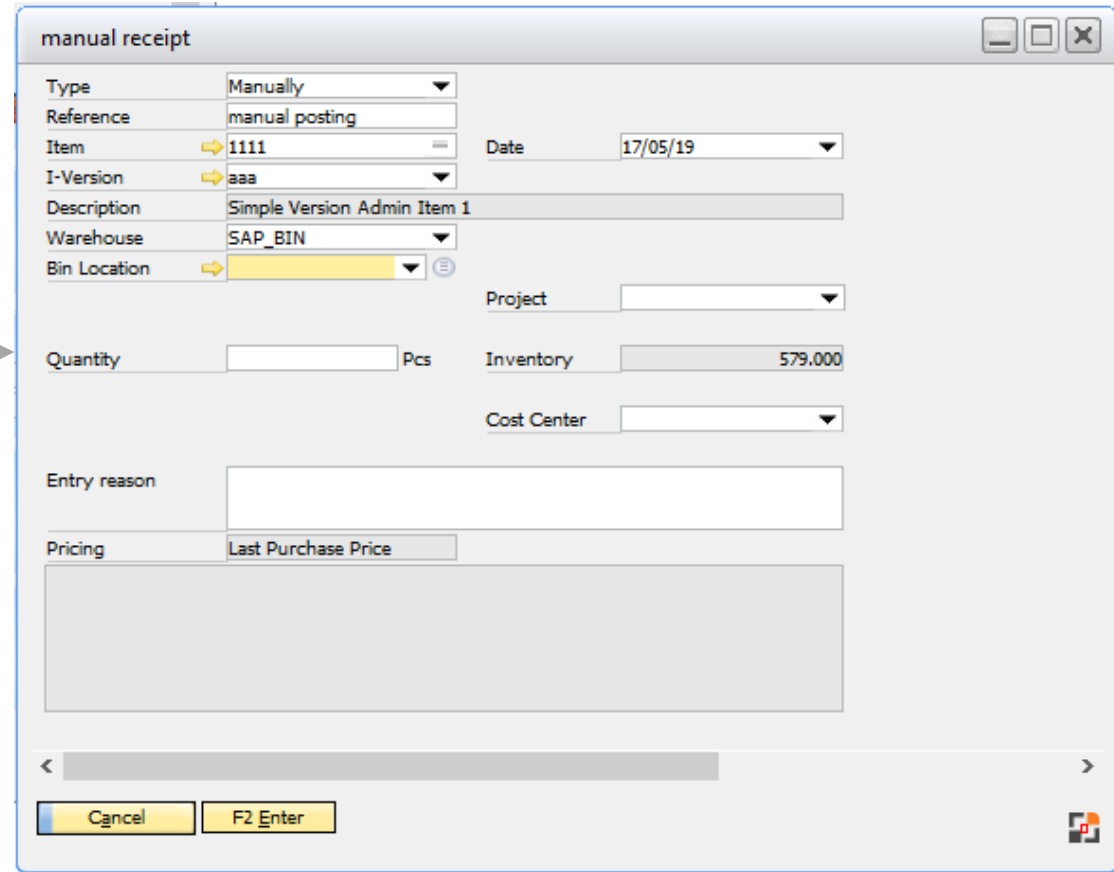 manual receipt
Type Manually
Reference manual posting
Item 1111 Date 17/05/19
I-Version aaa
Description Simple Version Admin Item 1
Warehouse SAP_BIN
Bin Location
Project
Quantity Pcs Inventory 579.000
Cost Center
Entry reason
Pricing Last Purchase Price
Cancel F2 Enter